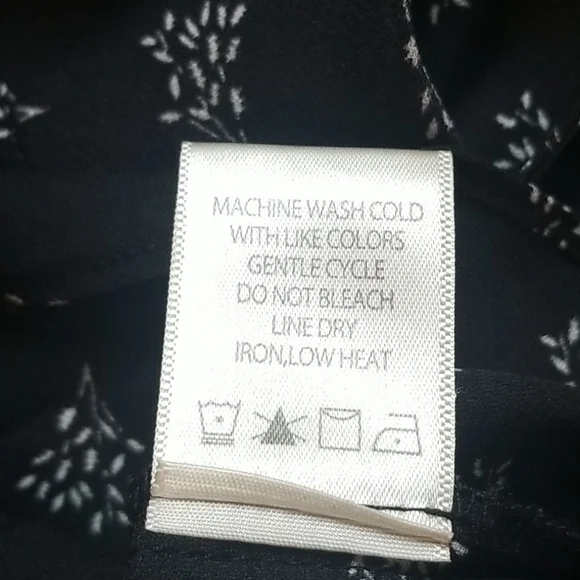 MACHINE WASH COLD
WITH LIKE COLORS
GENTLE CYCLE
DO NOT BLEACH
LINE DRY
IRON,LOW HEAT